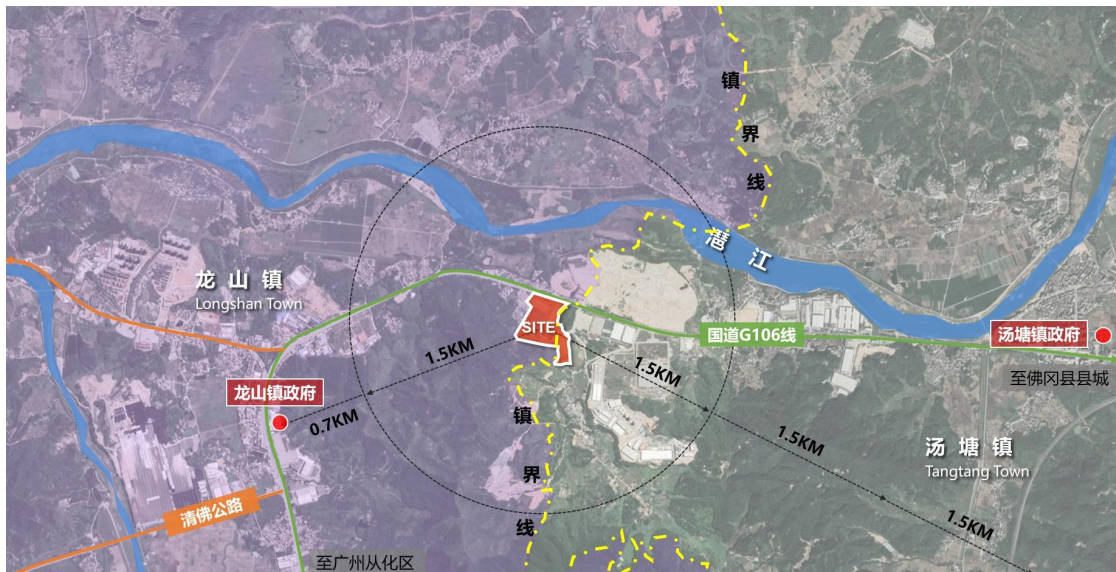 镇
界
线
潖 江
龙 山 镇
Longshan Town
SITE
国道G106线
汤塘镇政府
1.5KM
1.5KM
至佛冈县县城
龙山镇政府
0.7KM
镇
界
线
1.5KM
汤 塘 镇
Tangtang Town
清佛公路
1.5KM
至广州从化区